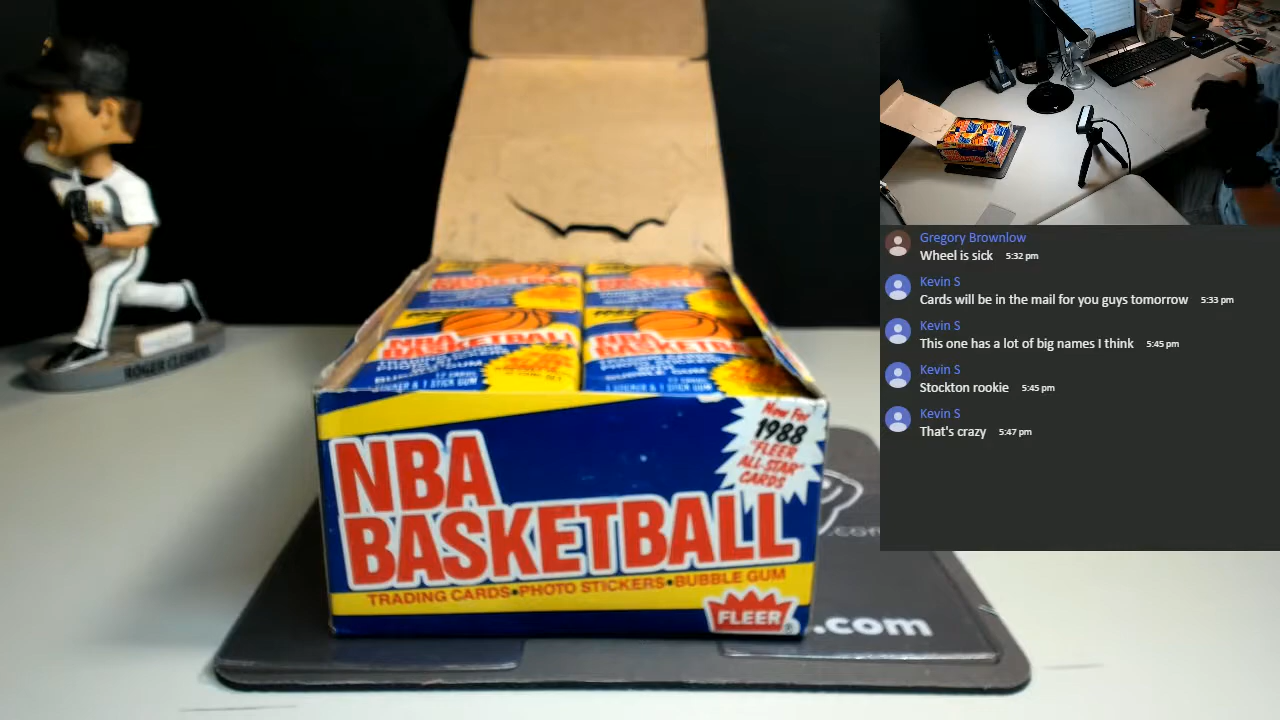 NBA
BASKETBALL
TRADING CARDS•PHOTO STICKERS•BUBBLE GUM
FLEER®
New For
1988
"FLEER
ALL-STAR"
CARDS
ROGER CLEMENS
.com
.com
Gregory Brownlow
Wheel is sick 5:32 pm
Kevin S
Cards will be in the mail for you guys tomorrow 5:33 pm
Kevin S
This one has a lot of big names I think 5:45 pm
Kevin S
Stockton rookie 5:45 pm
Kevin S
That's crazy 5:47 pm